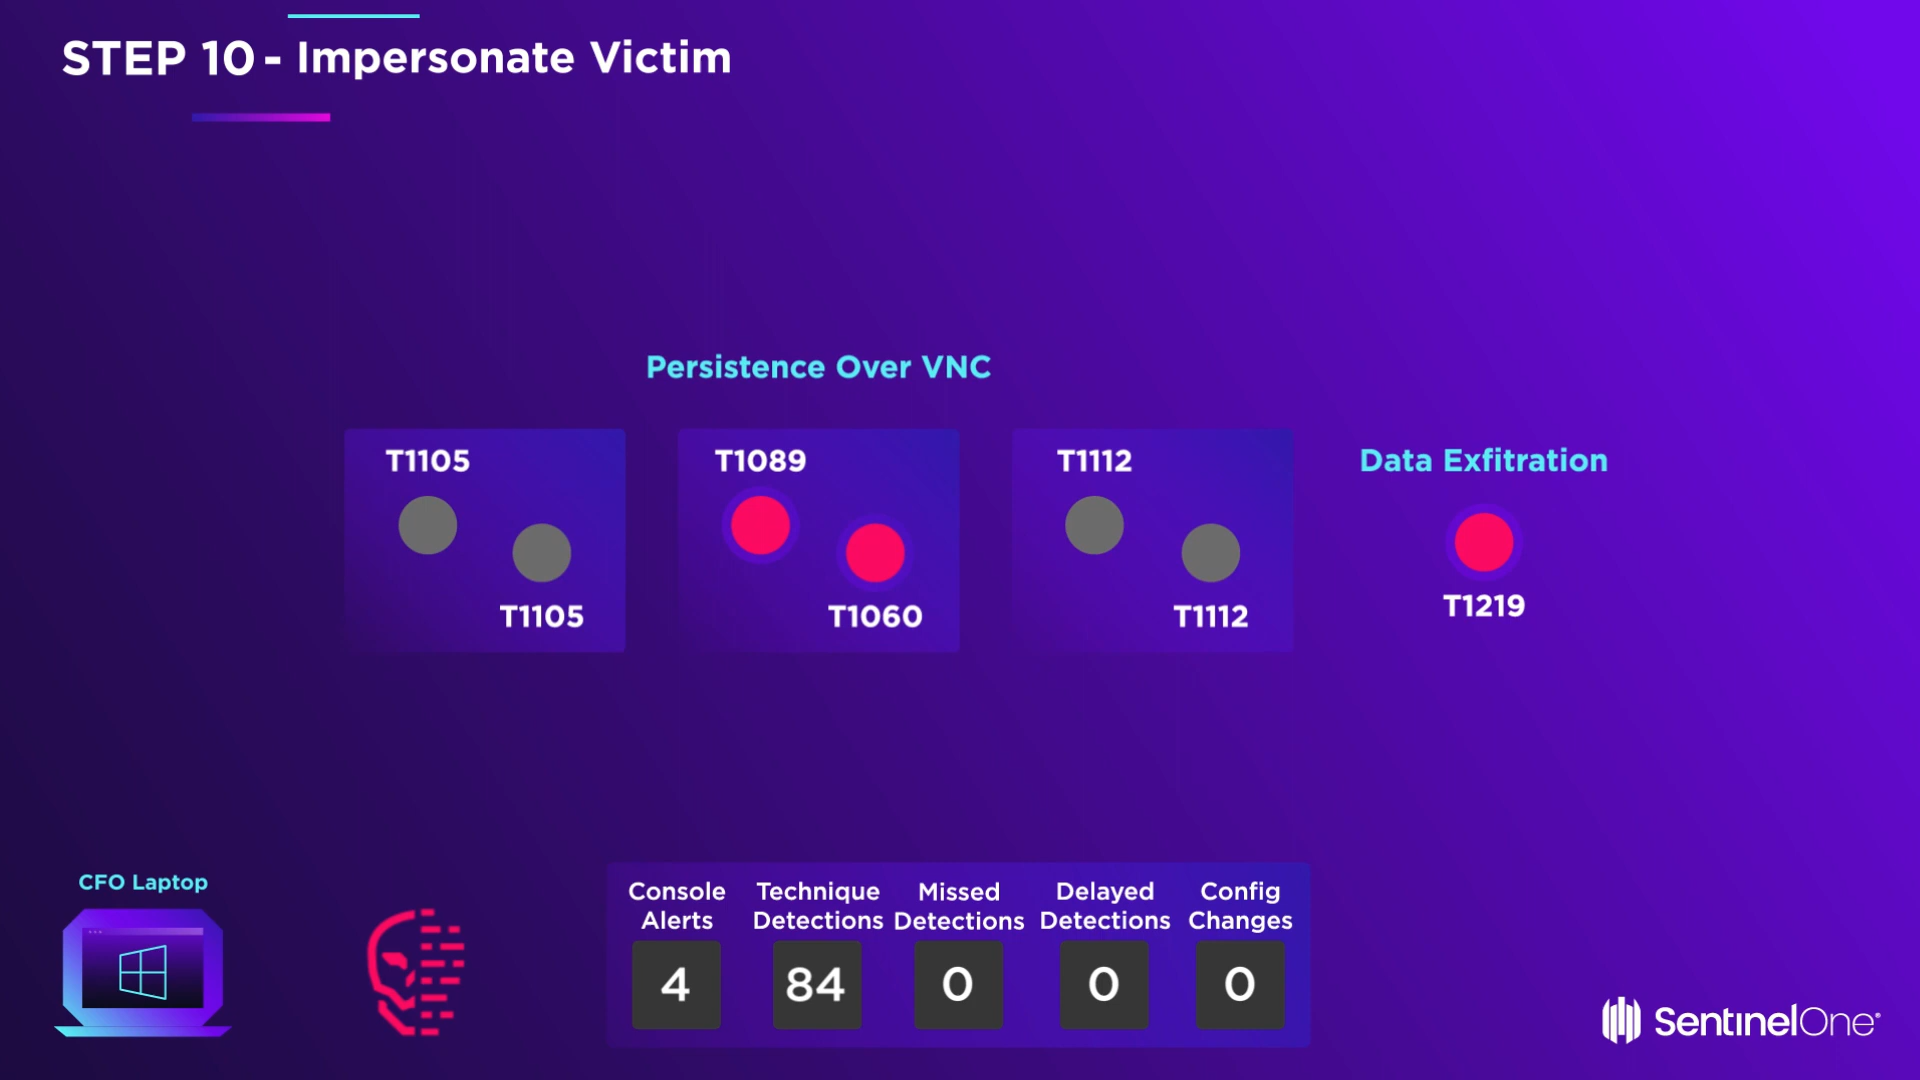 STEP 10 - Impersonate Victim
Persistence Over VNC
T1105
T1105
T1089
T1060
T1112
T1112
Data Exfitration
T1219
CFO Laptop
Console Alerts
4
Technique Detections
84
Missed Detections
0
Delayed Detections
0
Config Changes
0
SentinelOne®